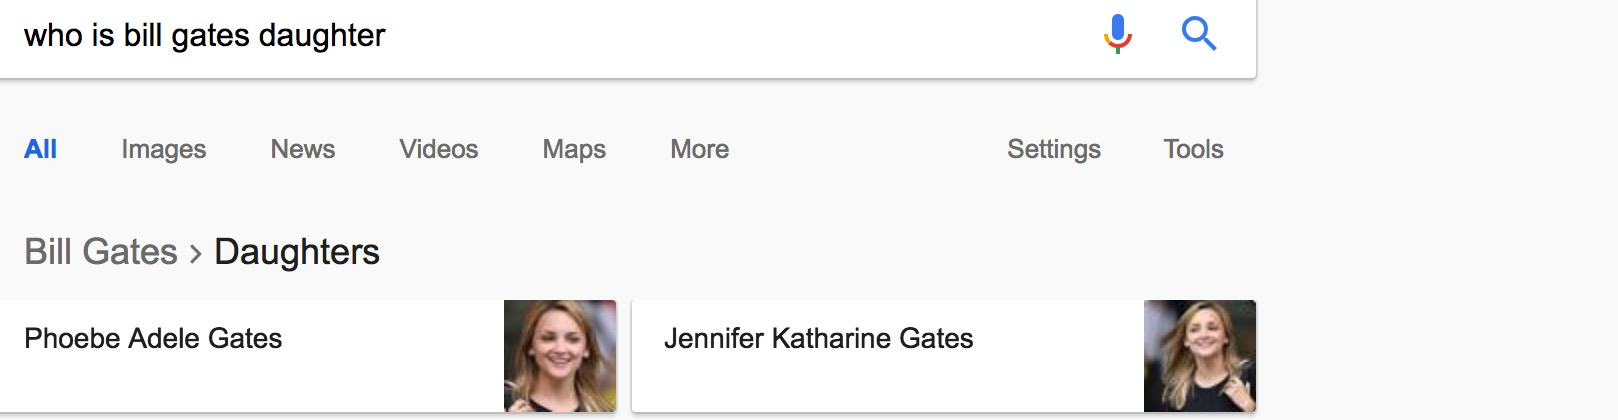 who is bill gates daughter
All Images News Videos Maps More Settings Tools
Bill Gates > Daughters
Phoebe Adele Gates Jennifer Katharine Gates